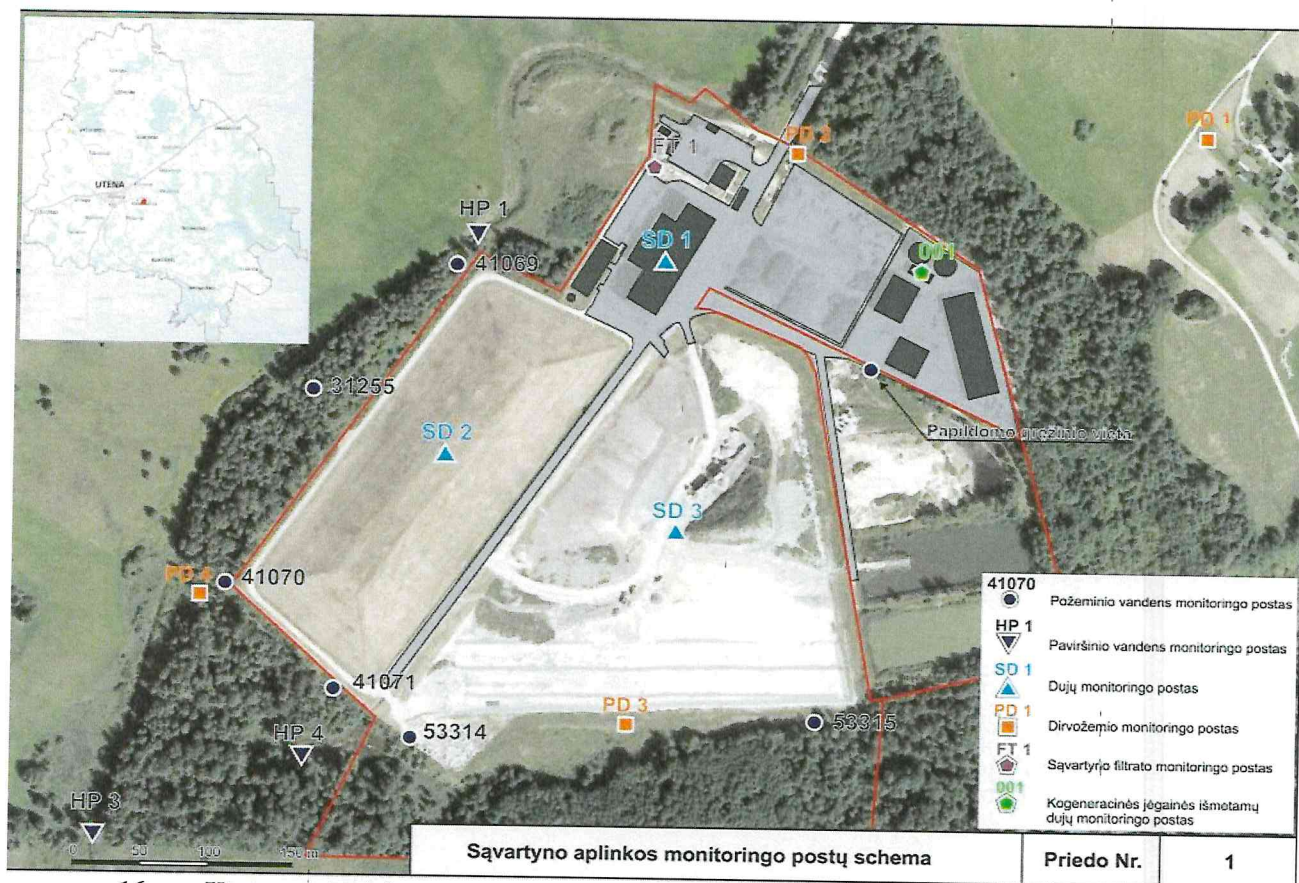 UTENA
HP 1
41069
31255
SD 2
FT 1
PD 2
SD 1
001
PD 1
Papildomo gręžinio vieta
SD 3
PD 4
41070
41071
53314
PD 3
53315
HP 4
HP 3
0 50 100 150 m
41070
Požeminio vandens monitoringo postas
HP 1
Paviršinio vandens monitoringo postas
SD 1
Dujų monitoringo postas
PD 1
Dirvožemio monitoringo postas
FT 1
Sąvartyno filtrato monitoringo postas
001
Kogeneracinės jėgainės išmetamų
dujų monitoringo postas
Sąvartyno aplinkos monitoringo postų schema
Priedo Nr.
1